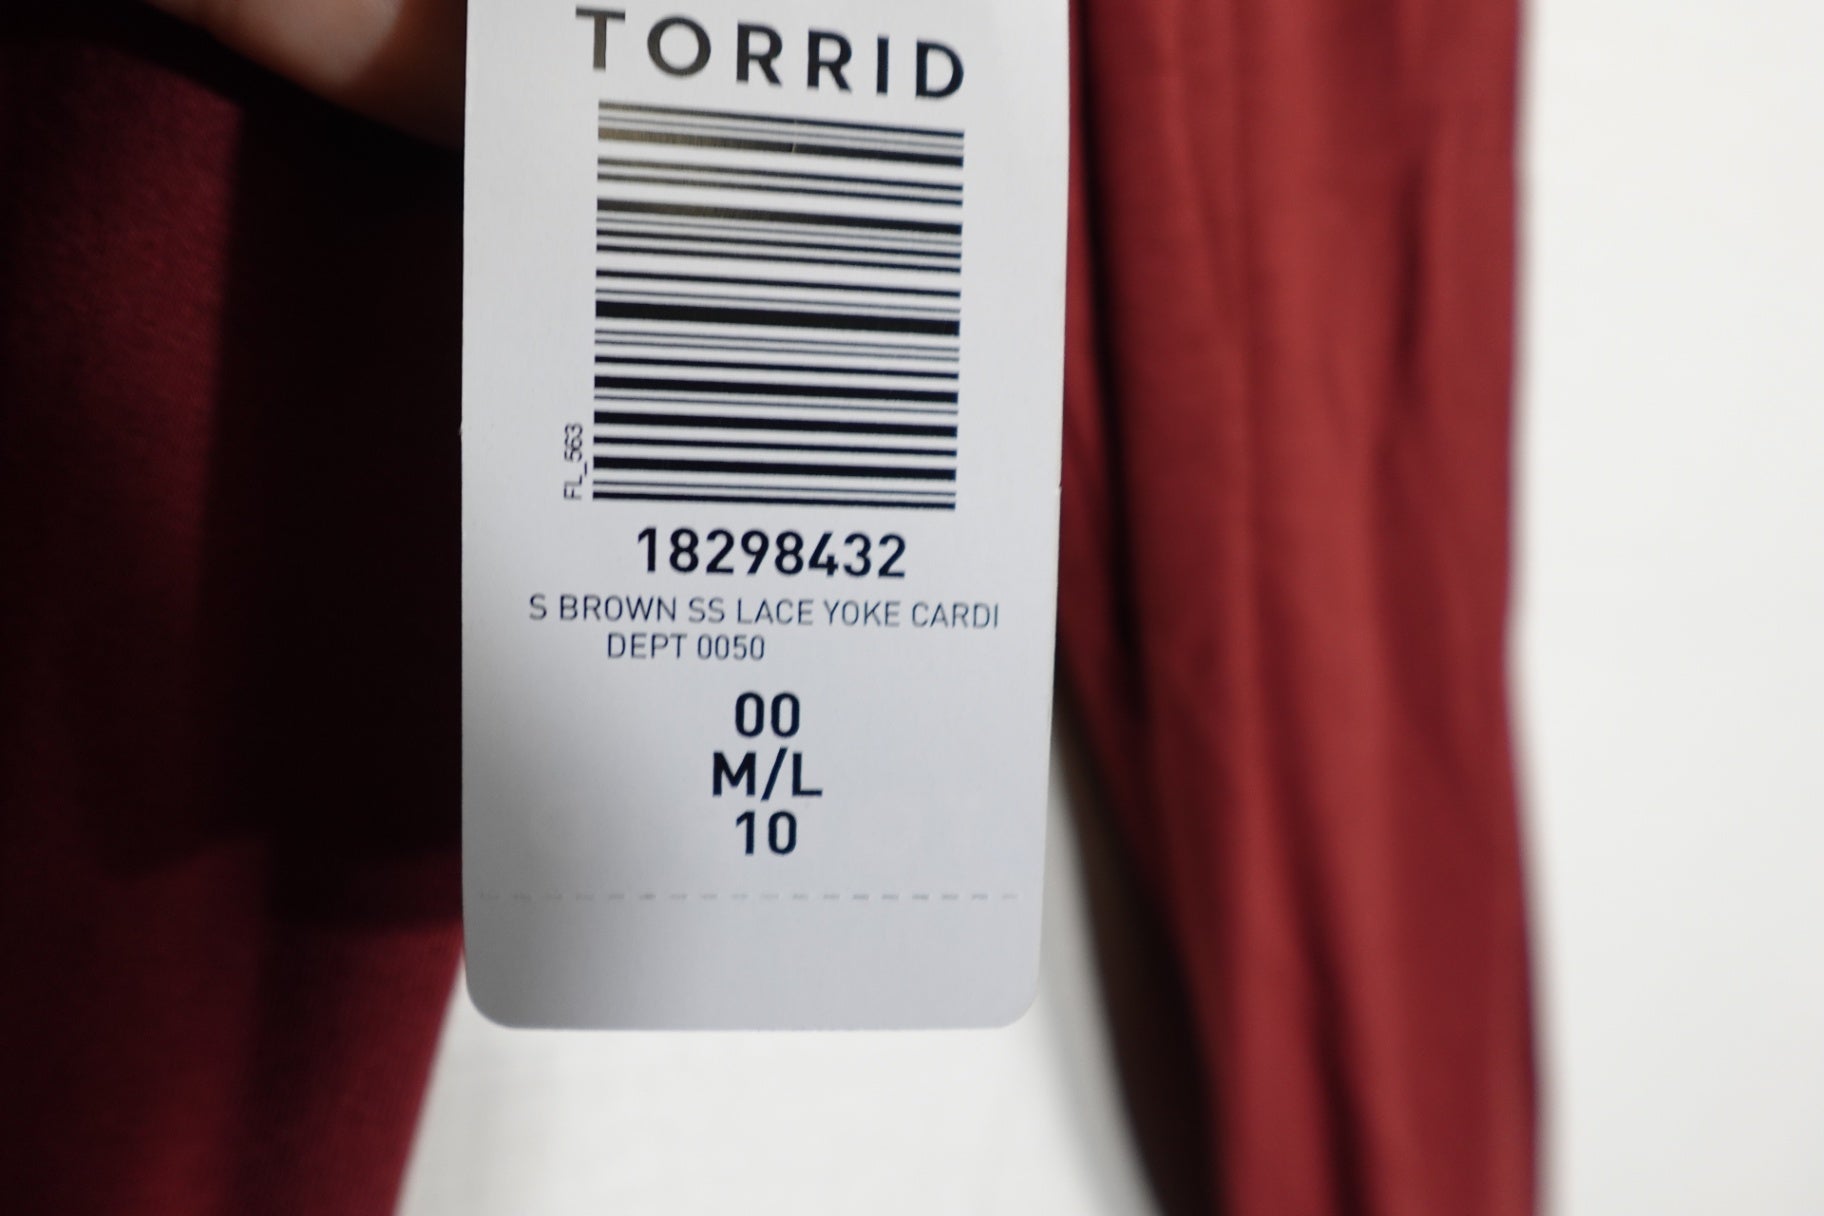 TORRID
FL_563
18298432
S BROWN SS LACE YOKE CARDI
DEPT 0050
00
M/L
10